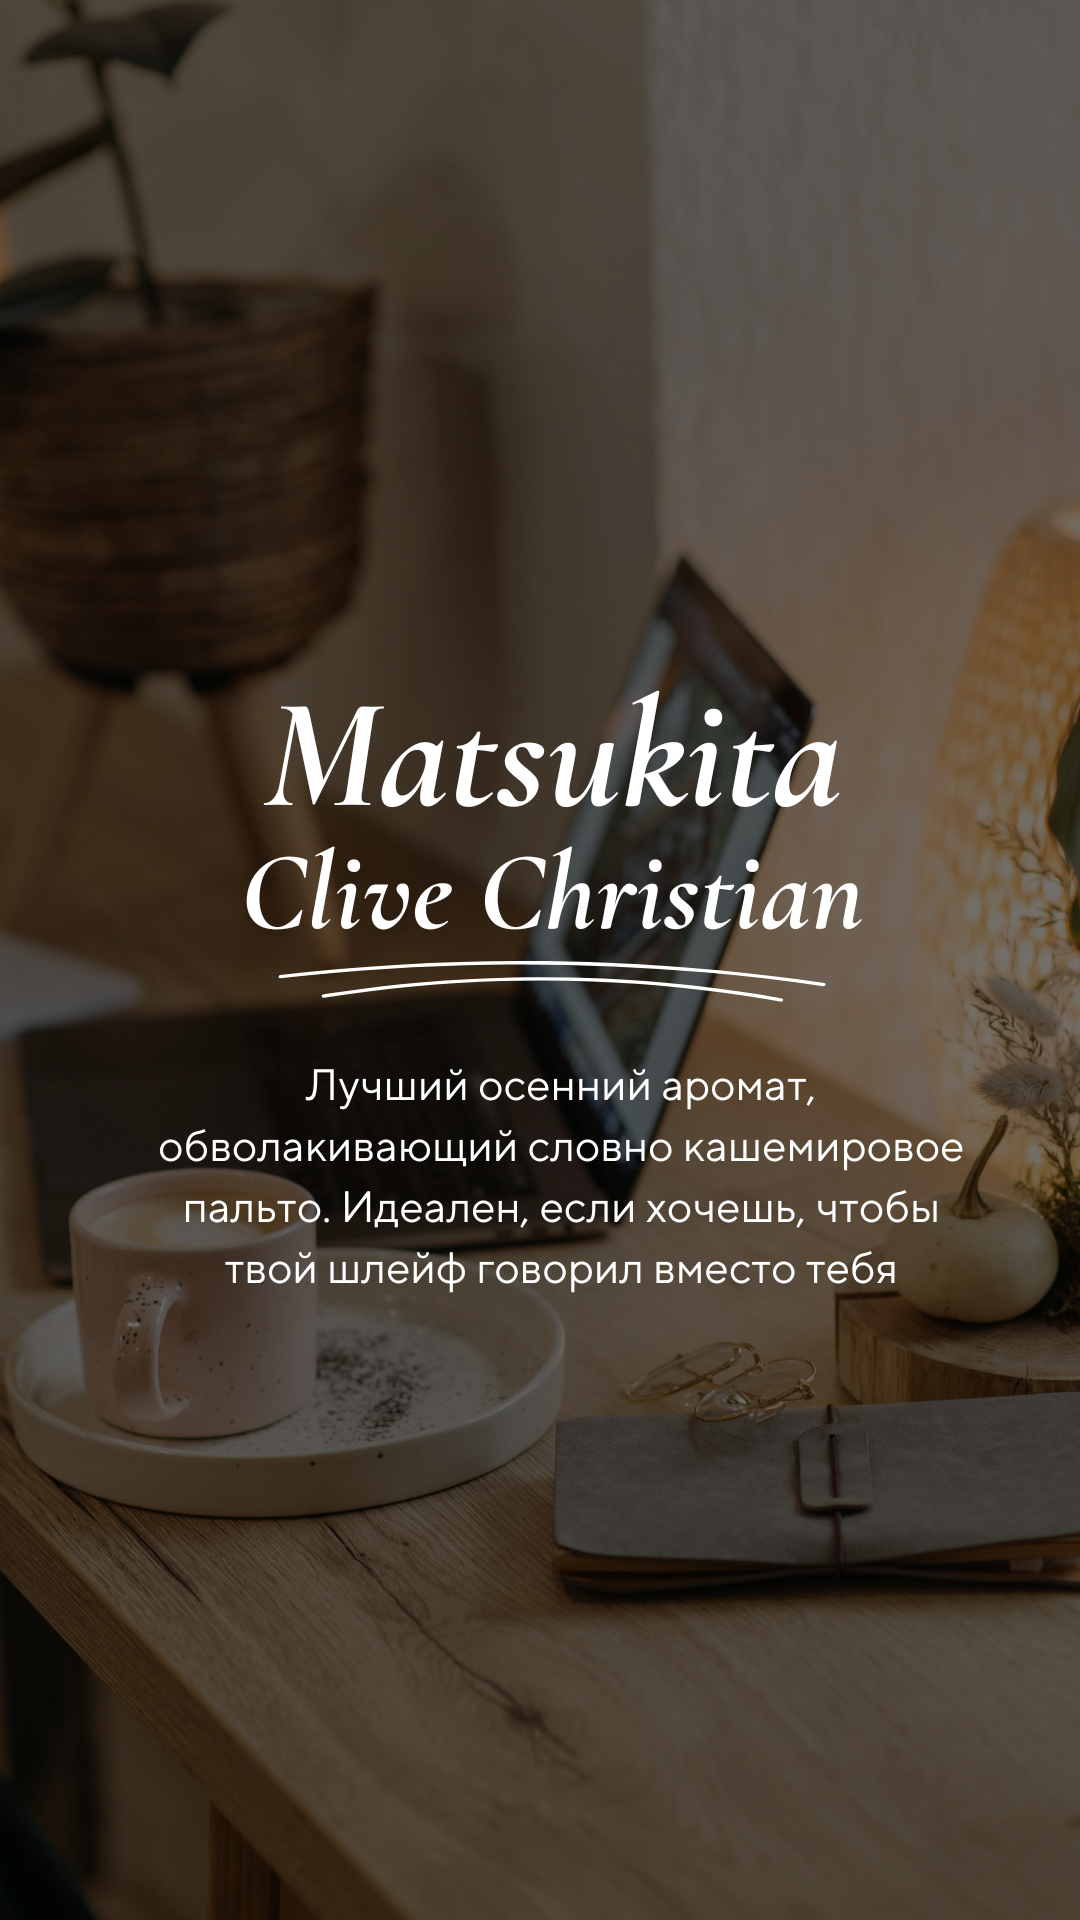 Matsukita
Clive Christian
Лучший осенний аромат,
обволакивающий словно кашемировое
пальто. Идеален, если хочешь, чтобы
твой шлейф говорил вместо тебя